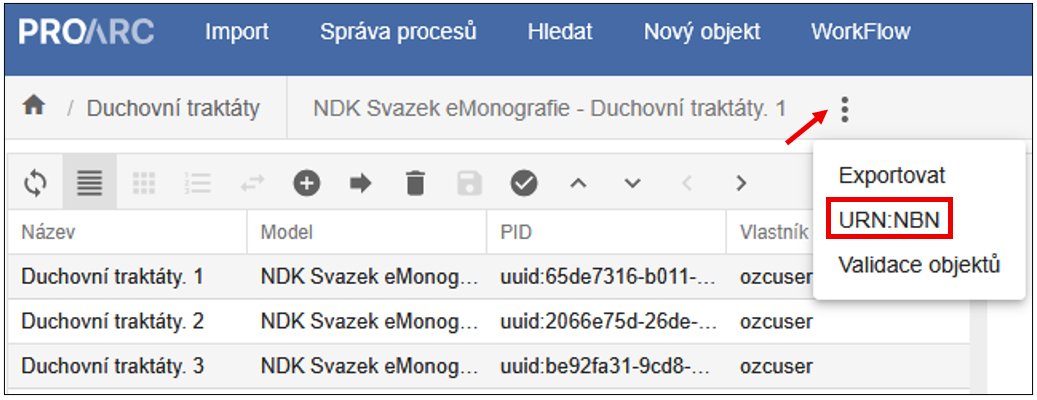 PROARC Import Správa procesů Hledat Nový objekt WorkFlow
/ Duchovní traktáty NDK Svazek eMonografie - Duchovní traktáty. 1
Exportovat
URN:NBN
Validace objektů
Název Model PID Vlastník
Duchovní traktáty. 1 NDK Svazek eMonog... uuid:65de7316-b011-... ozcuser
Duchovní traktáty. 2 NDK Svazek eMonog... uuid:2066e75d-26de-... ozcuser
Duchovní traktáty. 3 NDK Svazek eMonog... uuid:be92fa31-9cd8-... ozcuser